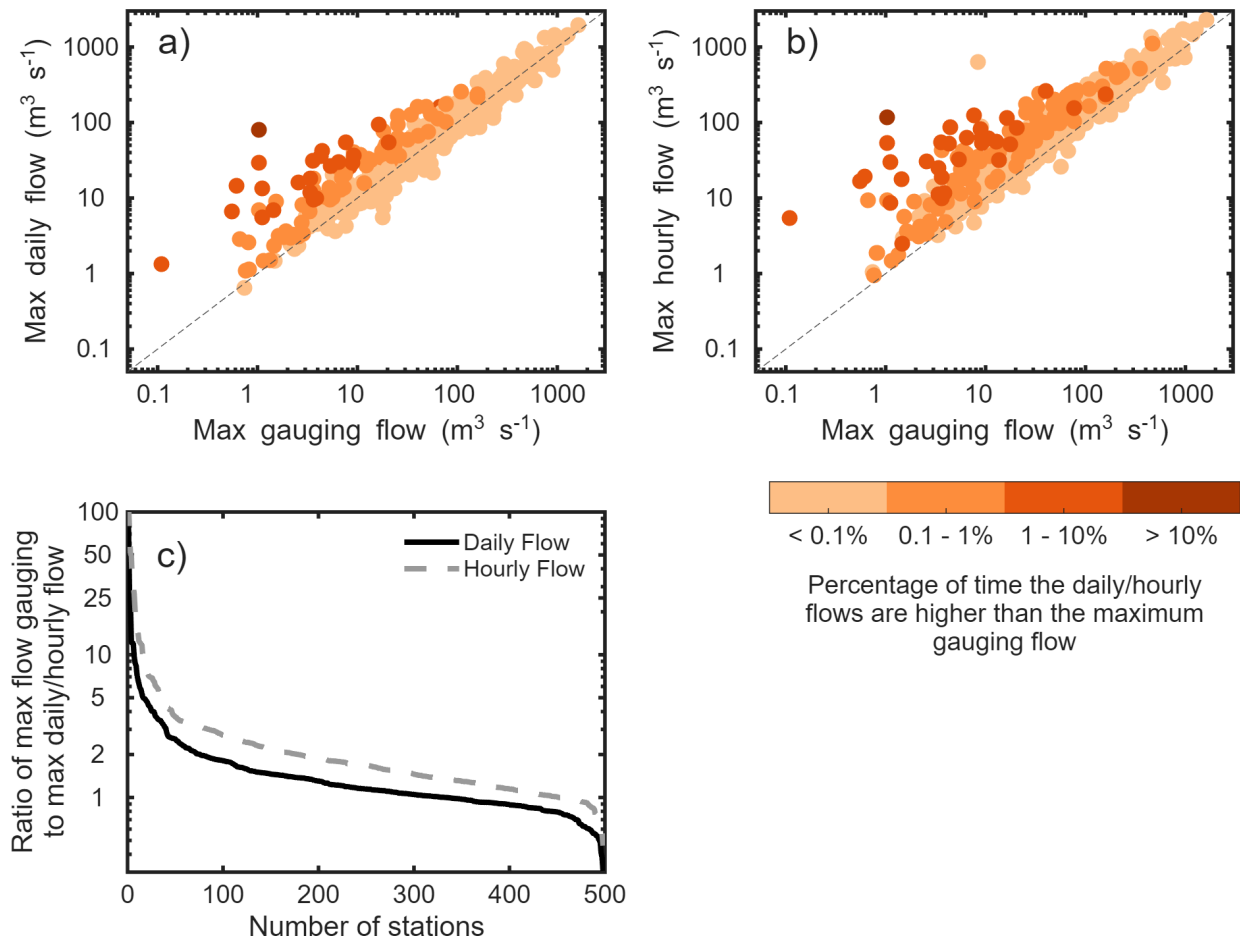 a)
1000
100
10
1
0.1
Max daily flow (m³ s⁻¹)
0.1 1 10 100 1000
Max gauging flow (m³ s⁻¹)
b)
1000
100
10
1
0.1
Max hourly flow (m³ s⁻¹)
0.1 1 10 100 1000
Max gauging flow (m³ s⁻¹)
< 0.1% 0.1 - 1% 1 - 10% > 10%
Percentage of time the daily/hourly
flows are higher than the maximum
gauging flow
c)
100
50
25
10
5
2
1
Ratio of max flow gauging
to max daily/hourly flow
Daily Flow
Hourly Flow
0 100 200 300 400 500
Number of stations